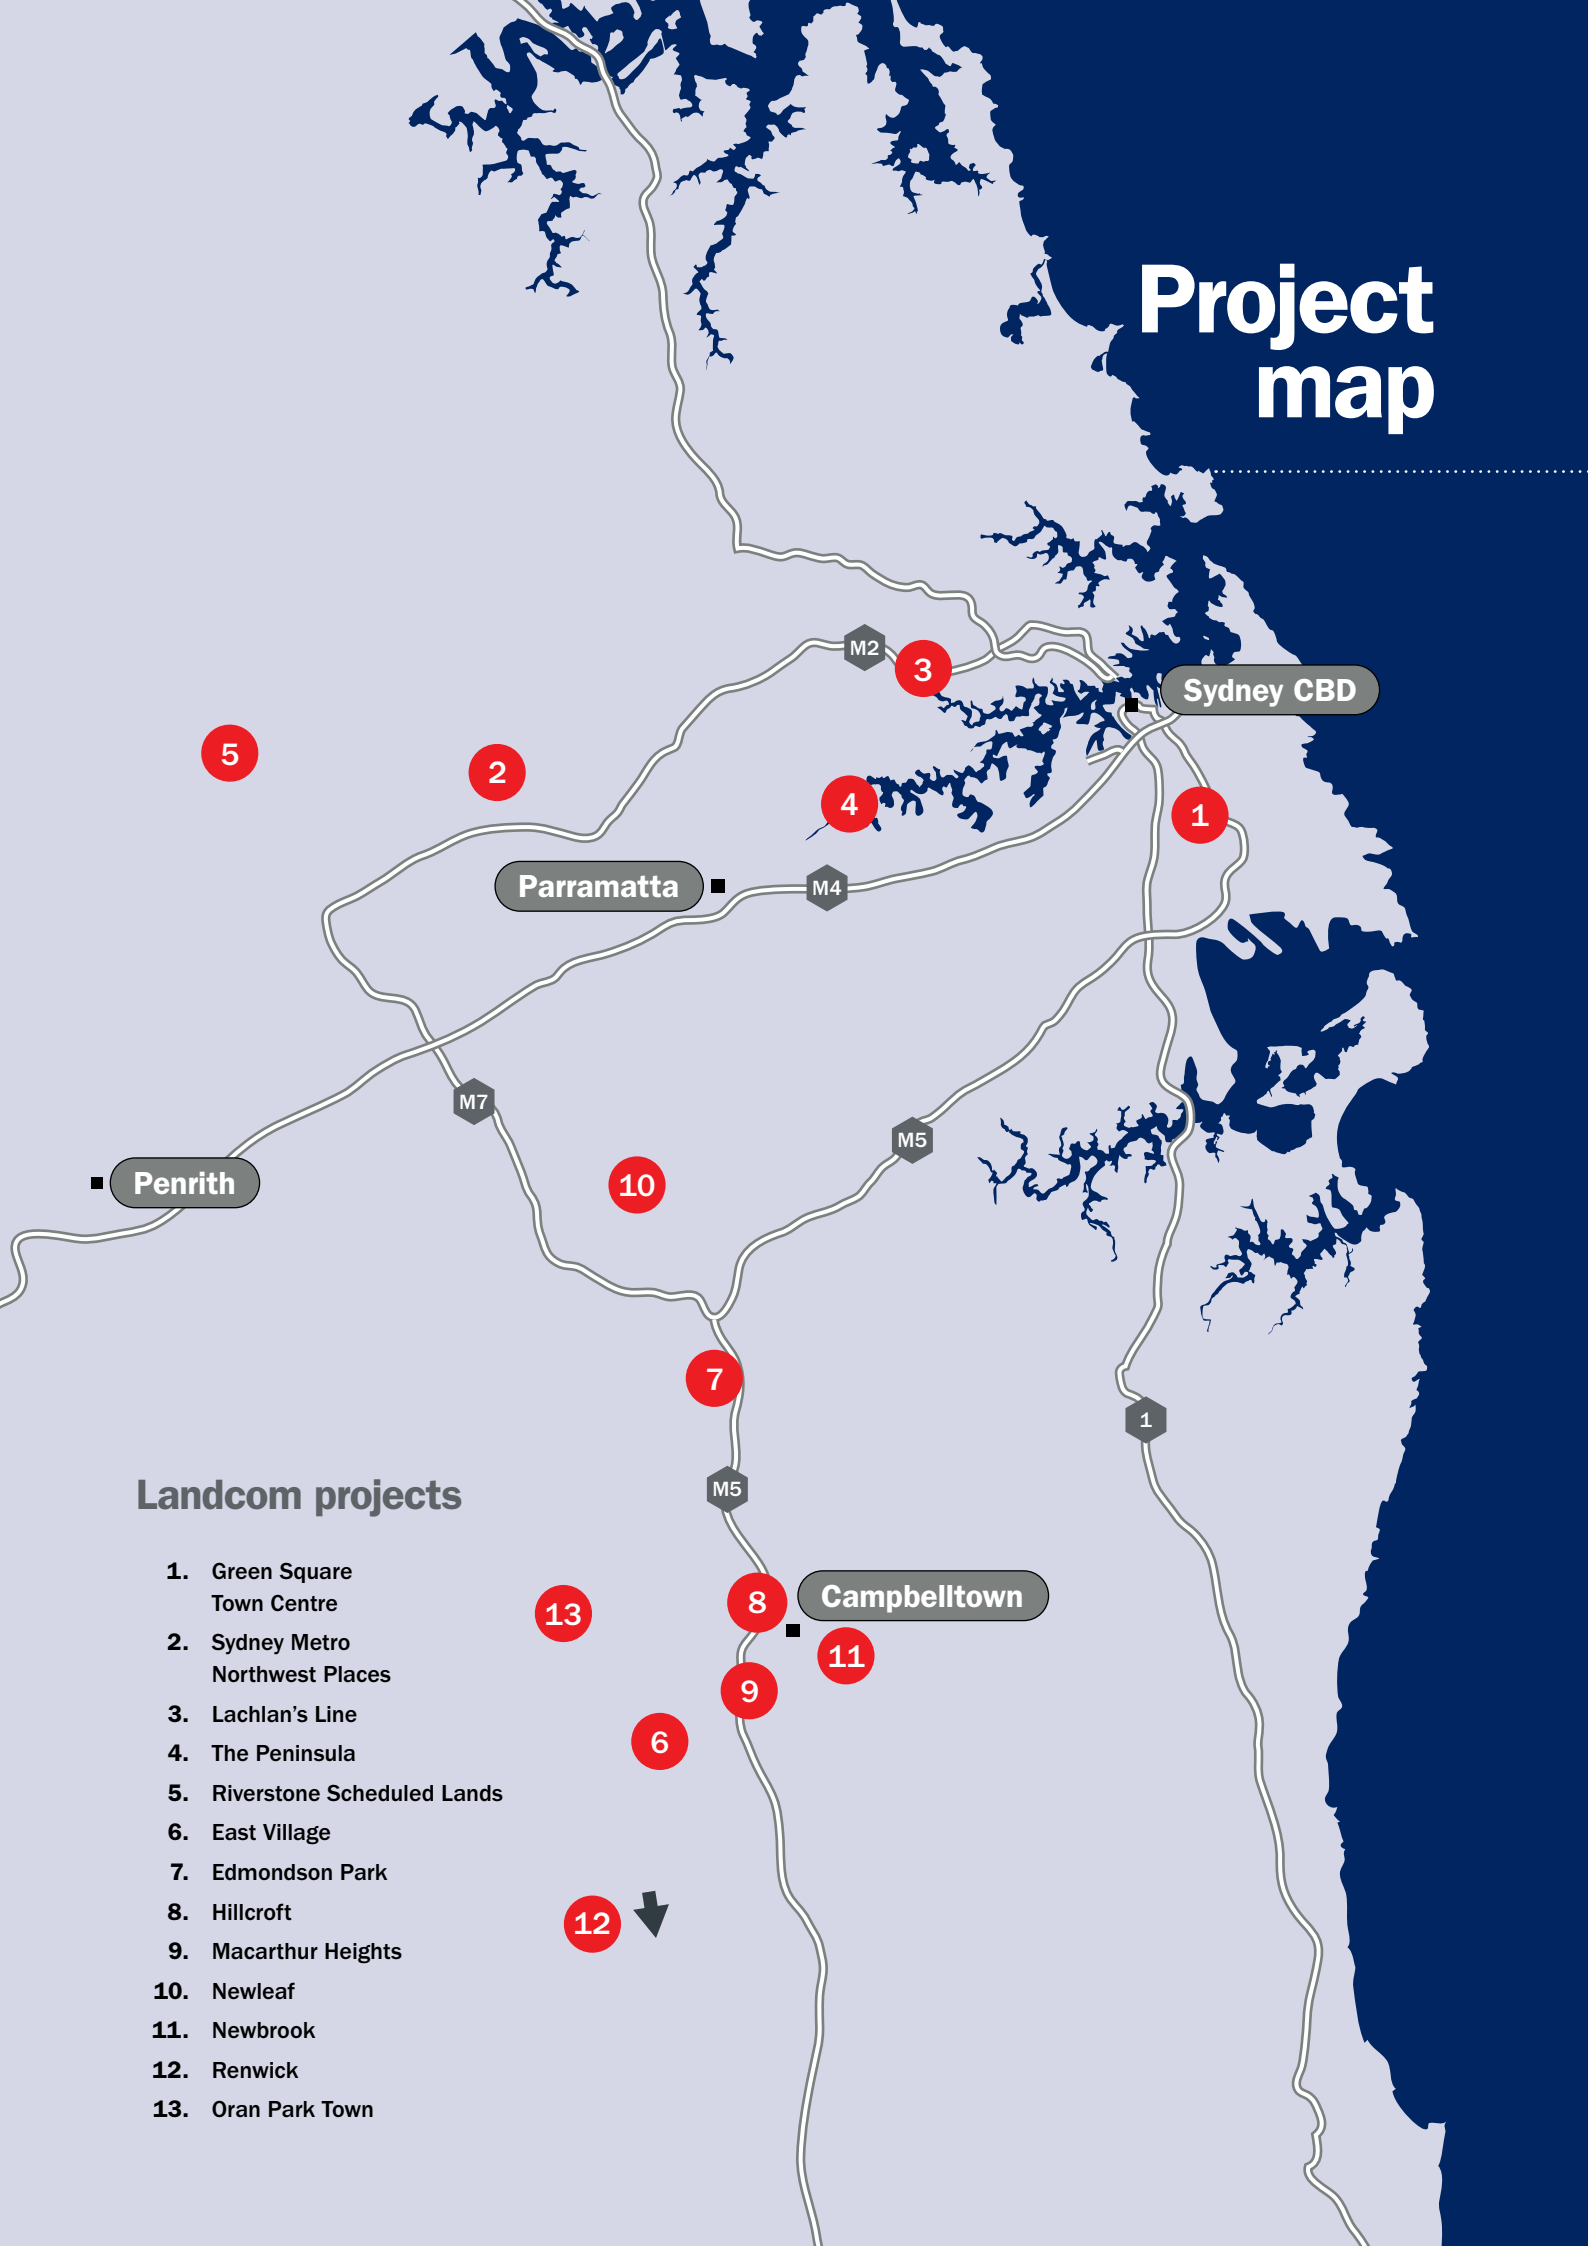 Project
map
M2
3
Sydney CBD
5
2
4
1
Parramatta
M4
M7
M5
10
Penrith
7
1
M5
Landcom projects
1. Green Square
Town Centre
2. Sydney Metro
Northwest Places
3. Lachlan’s Line
4. The Peninsula
5. Riverstone Scheduled Lands
6. East Village
7. Edmondson Park
8. Hillcroft
9. Macarthur Heights
10. Newleaf
11. Newbrook
12. Renwick
13. Oran Park Town
13
8
Campbelltown
11
9
6
12